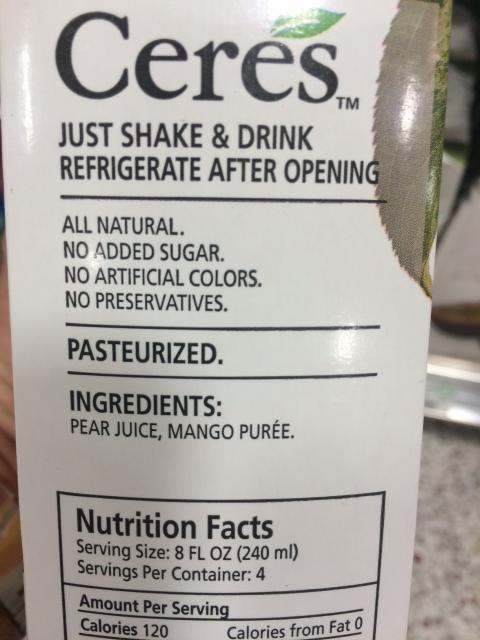 Ceres™
JUST SHAKE & DRINK
REFRIGERATE AFTER OPENING
ALL NATURAL.
NO ADDED SUGAR.
NO ARTIFICIAL COLORS.
NO PRESERVATIVES.
PASTEURIZED.
INGREDIENTS:
PEAR JUICE, MANGO PURÉE.
Nutrition Facts
Serving Size: 8 FL OZ (240 ml)
Servings Per Container: 4
Amount Per Serving
Calories 120 Calories from Fat 0